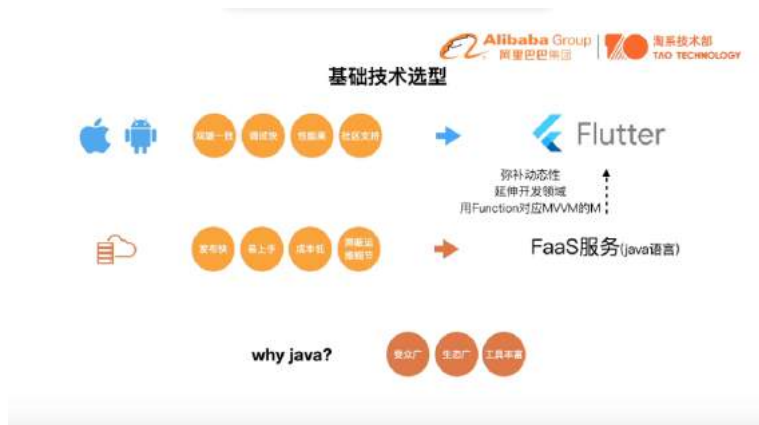 Alibaba Group
阿里巴巴集团
淘系技术部
TAO TECHNOLOGY
基础技术选型
双端一致
调试快
性能高
社区支持
Flutter
弥补动态性
延伸开发领域
用Function对应MVVM的M
发布快
易上手
成本低
屏蔽运
维细节
FaaS服务(java语言)
why java?
受众广
生态广
工具丰富